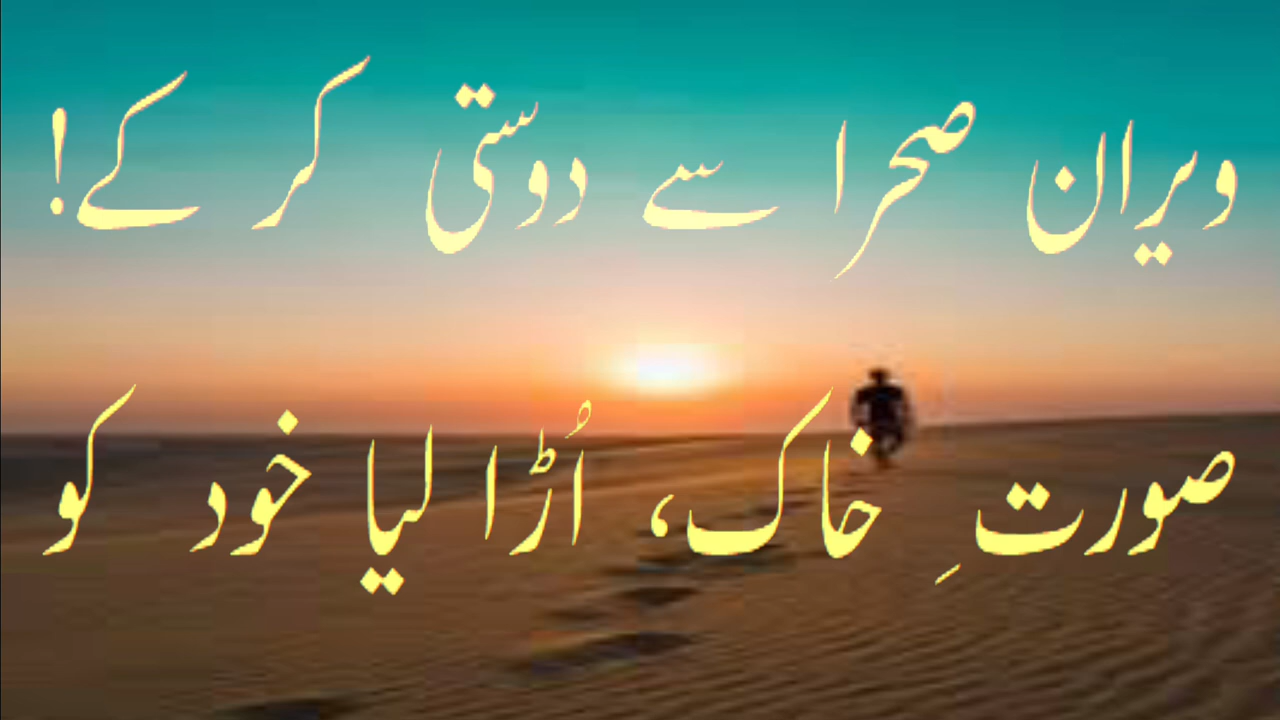 ویران صحرا سے دوستی کر کے!
صورتِ خاک، اُڑا لیا خود کو